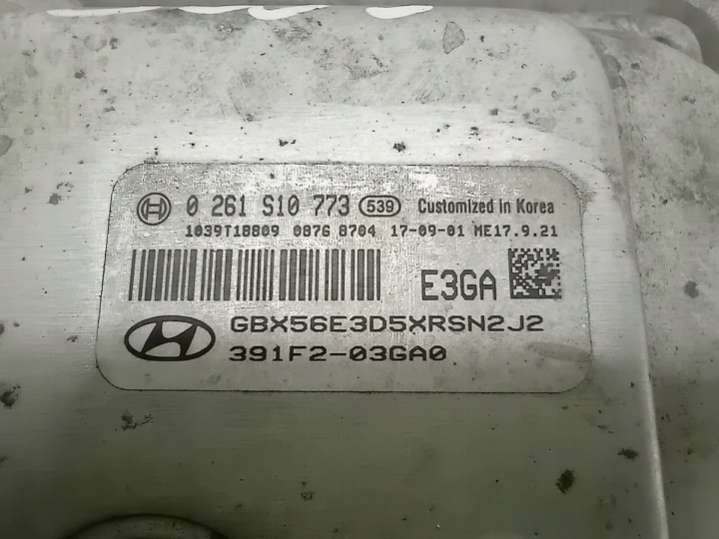 0 261 S10 773 539 Customized in Korea
1039T18809 0876 8704 17-09-01 ME17.9.21
E3GA
GBX56E3D5XRSN2J2
391F2-03GA0